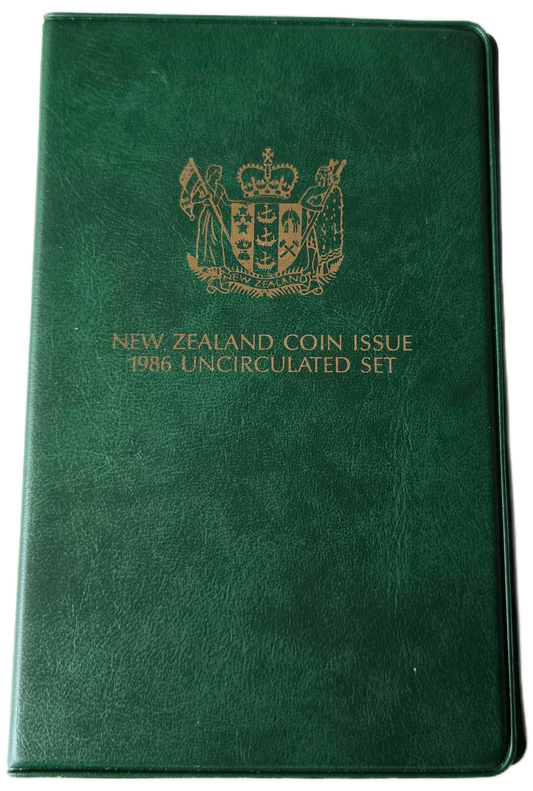 NEW ZEALAND
NEW ZEALAND COIN ISSUE
1986 UNCIRCULATED SET